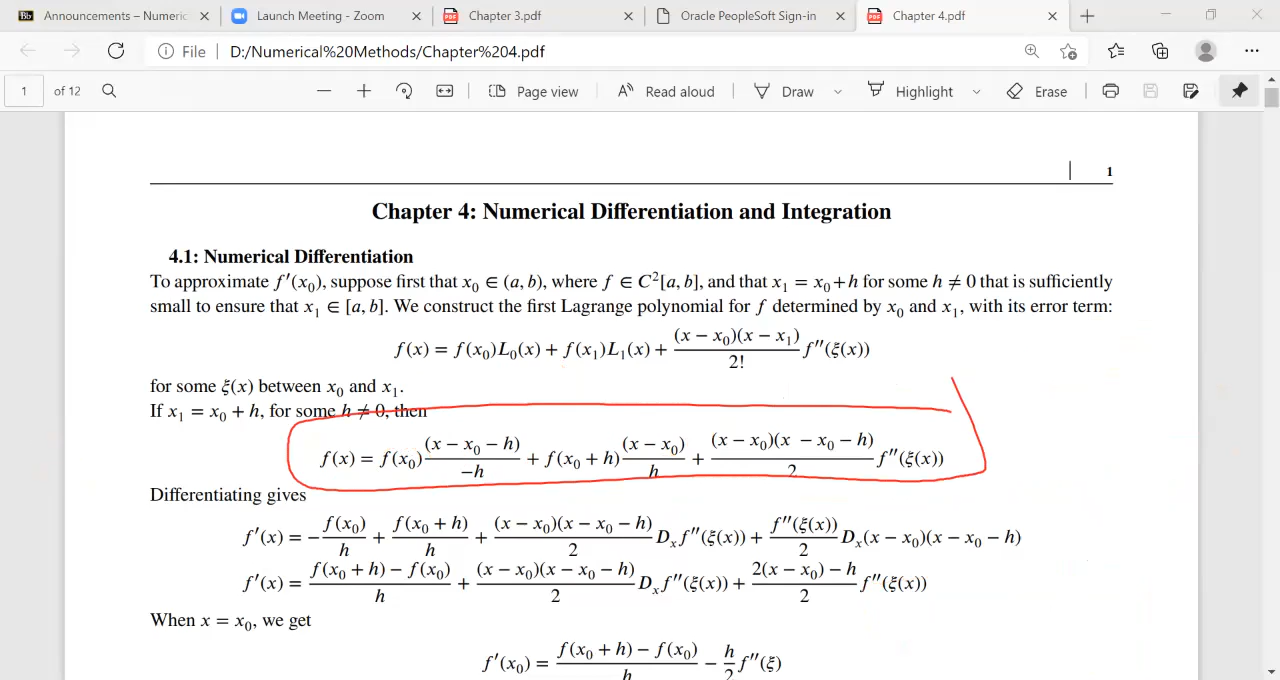 Announcements – Numeric
Launch Meeting - Zoom
Chapter 3.pdf
Oracle PeopleSoft Sign-in
Chapter 4.pdf
File | D:/Numerical%20Methods/Chapter%204.pdf
1 of 12 Page view Read aloud Draw Highlight Erase
1
Chapter 4: Numerical Differentiation and Integration
4.1: Numerical Differentiation
To approximate f′(x₀), suppose first that x₀ ∈ (a, b), where f ∈ C²[a, b], and that x₁ = x₀+h for some h ≠ 0 that is sufficiently
small to ensure that x₁ ∈ [a, b]. We construct the first Lagrange polynomial for f determined by x₀ and x₁, with its error term:
f(x) = f(x₀)L₀(x) + f(x₁)L₁(x) + (x − x₀)(x − x₁)/2! f′′(ξ(x))
for some ξ(x) between x₀ and x₁.
If x₁ = x₀ + h, for some h ≠ 0, then
f(x) = f(x₀) (x − x₀ − h)/−h + f(x₀ + h) (x − x₀)/h + (x − x₀)(x − x₀ − h)/2 f′′(ξ(x))
Differentiating gives
f′(x) = − f(x₀)/h + f(x₀ + h)/h + (x − x₀)(x − x₀ − h)/2 Dₓf′′(ξ(x)) + f′′(ξ(x))/2 Dₓ(x − x₀)(x − x₀ − h)
f′(x) = f(x₀ + h) − f(x₀)/h + (x − x₀)(x − x₀ − h)/2 Dₓf′′(ξ(x)) + 2(x − x₀) − h/2 f′′(ξ(x))
When x = x₀, we get
f′(x₀) = f(x₀ + h) − f(x₀)/h − h/2 f′′(ξ)